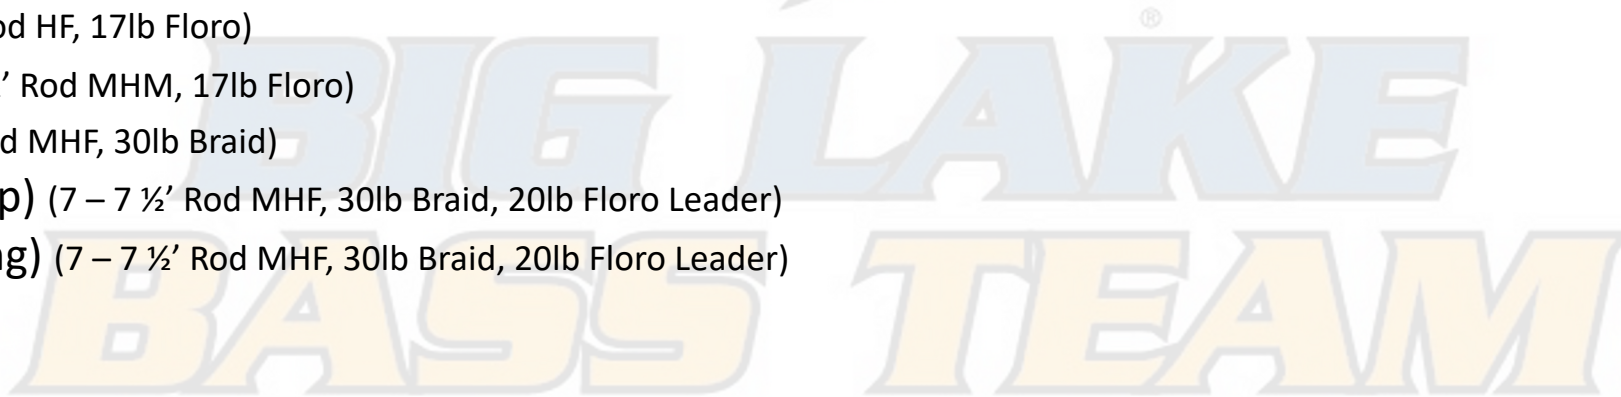 od HF, 17lb Floro)
’ Rod MHM, 17lb Floro)
d MHF, 30lb Braid)
p) (7 – 7 ½’ Rod MHF, 30lb Braid, 20lb Floro Leader)
g) (7 – 7 ½’ Rod MHF, 30lb Braid, 20lb Floro Leader)
BIG LAKE ®
BASS TEAM